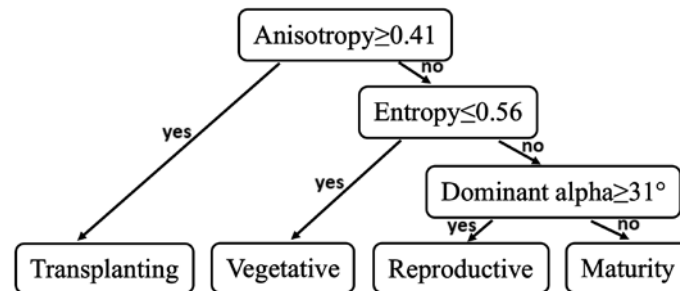 Anisotropy≥0.41
yes
no
Entropy≤0.56
yes
no
Dominant alpha≥31°
yes
no
Transplanting
Vegetative
Reproductive
Maturity